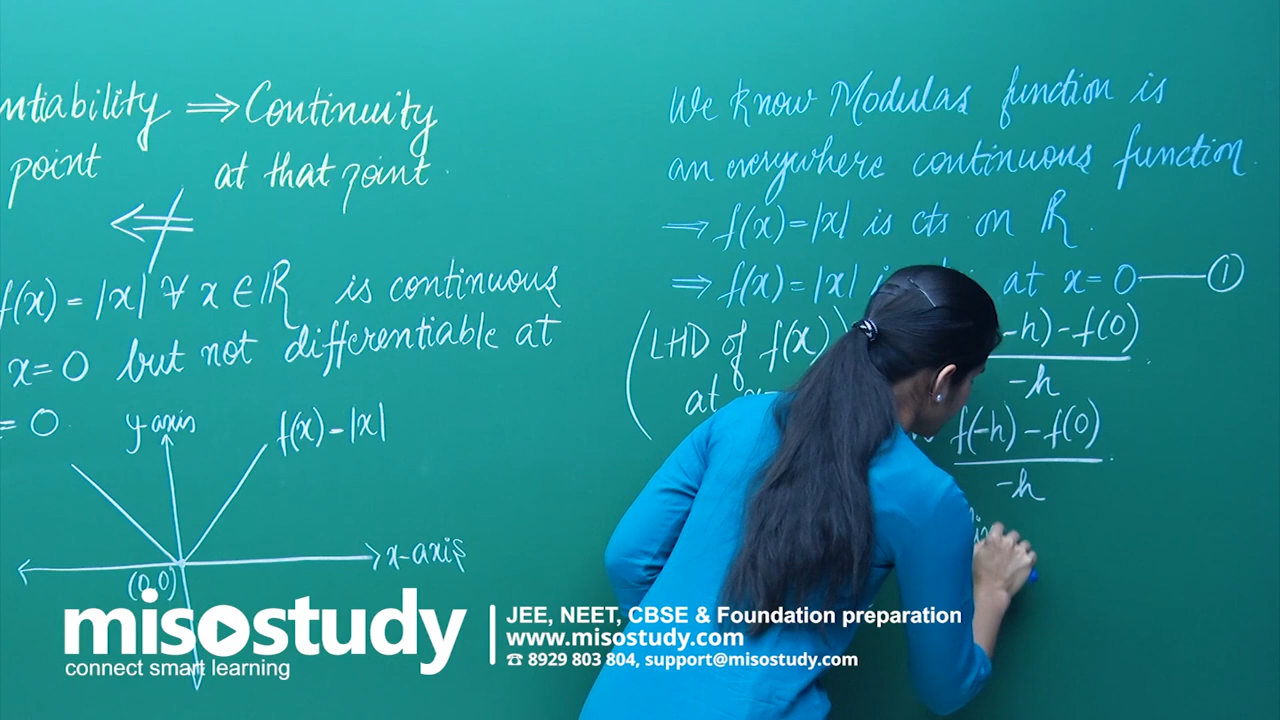 ntiability ⇒ Continuity
point at that point.
⇍
f(x) = |x| ∀ x ∈ R is continuous
x = 0 but not differentiable at
= 0.
y axis
f(x) = |x|
x-axis
(0,0)
We know Modulas function is
an everywhere continuous function.
⇒ f(x) = |x| is cts on R.
⇒ f(x) = |x| at x = 0 — ①
(LHD of f(x))
at
-h) - f(0)
-h
f(-h) - f(0)
-h
misostudy
connect smart learning
JEE, NEET, CBSE & Foundation preparation
www.misostudy.com
☎ 8929 803 804, support@misostudy.com